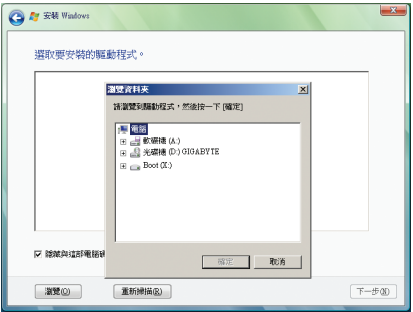 安裝 Windows
選取要安裝的驅動程式。
瀏覽資料夾
請瀏覽到驅動程式，然後按一下 [確定]
電腦
軟碟機 (A:)
光碟機 (D:) GIGABYTE
Boot (X:)
隱藏與這部電腦硬
確定
取消
瀏覽(O)
重新掃描(R)
下一步(N)